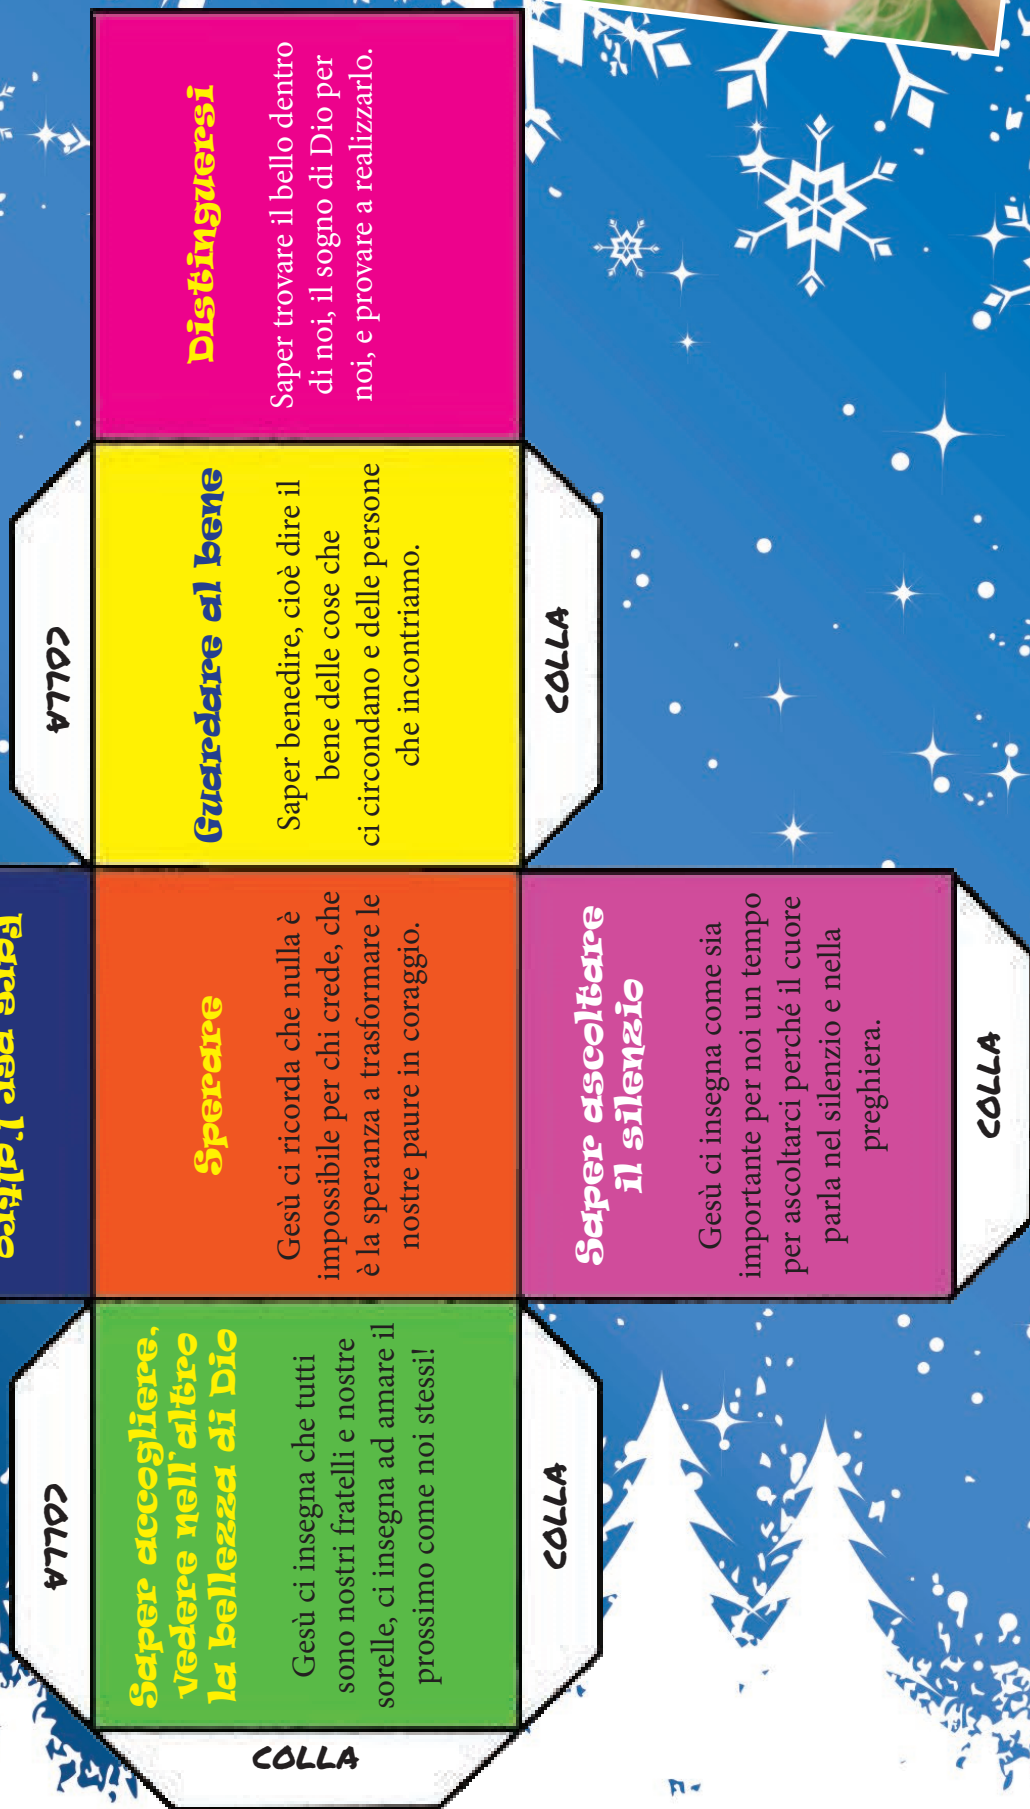 COLLA
Fare per l'altro
COLLA
COLLA
Saper accogliere,
vedere nell'altro
la bellezza di Dio
Gesù ci insegna che tutti
sono nostri fratelli e nostre
sorelle, ci insegna ad amare il
prossimo come noi stessi!
Sperare
Gesù ci ricorda che nulla è
impossibile per chi crede, che
è la speranza a trasformare le
nostre paure in coraggio.
Guardare al bene
Saper benedire, cioè dire il
bene delle cose che
ci circondano e delle persone
che incontriamo.
Distinguersi
Saper trovare il bello dentro
di noi, il sogno di Dio per
noi, e provare a realizzarlo.
COLLA
Saper ascoltare
il silenzio
Gesù ci insegna come sia
importante per noi un tempo
per ascoltarci perché il cuore
parla nel silenzio e nella
preghiera.
COLLA
COLLA